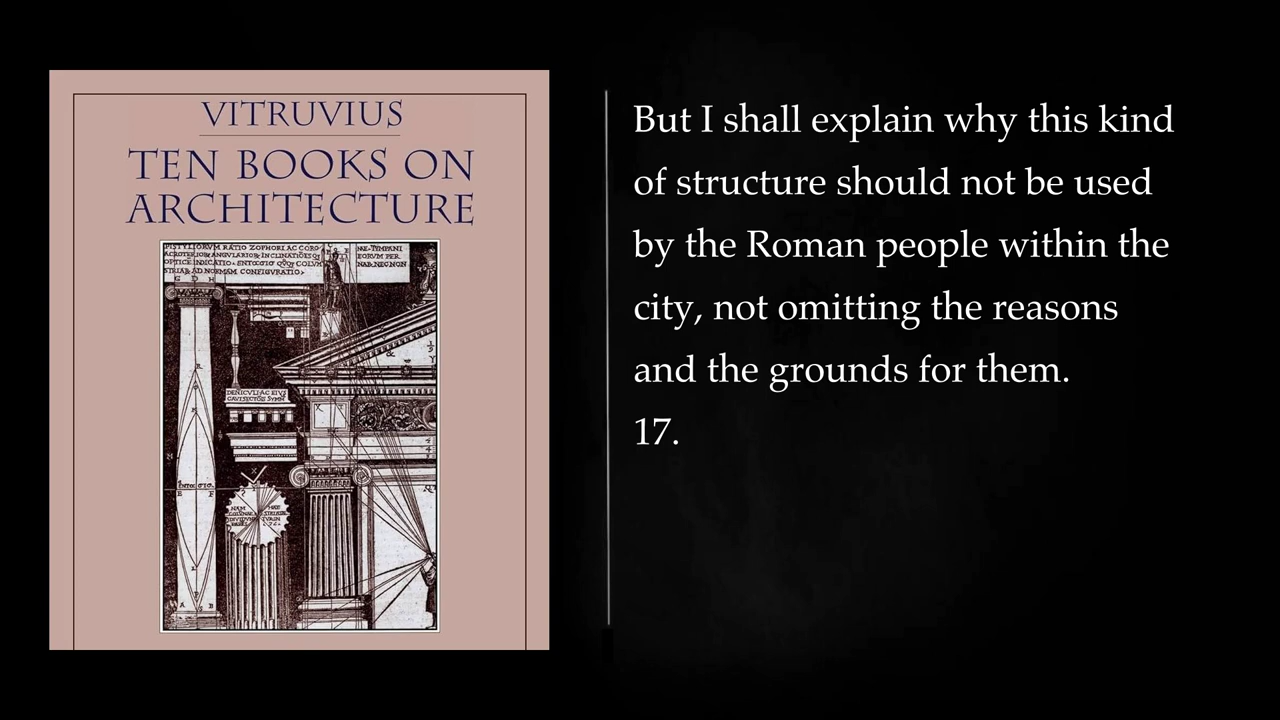 VITRUVIUS
TEN BOOKS ON
ARCHITECTURE
But I shall explain why this kind
of structure should not be used
by the Roman people within the
city, not omitting the reasons
and the grounds for them.
17.